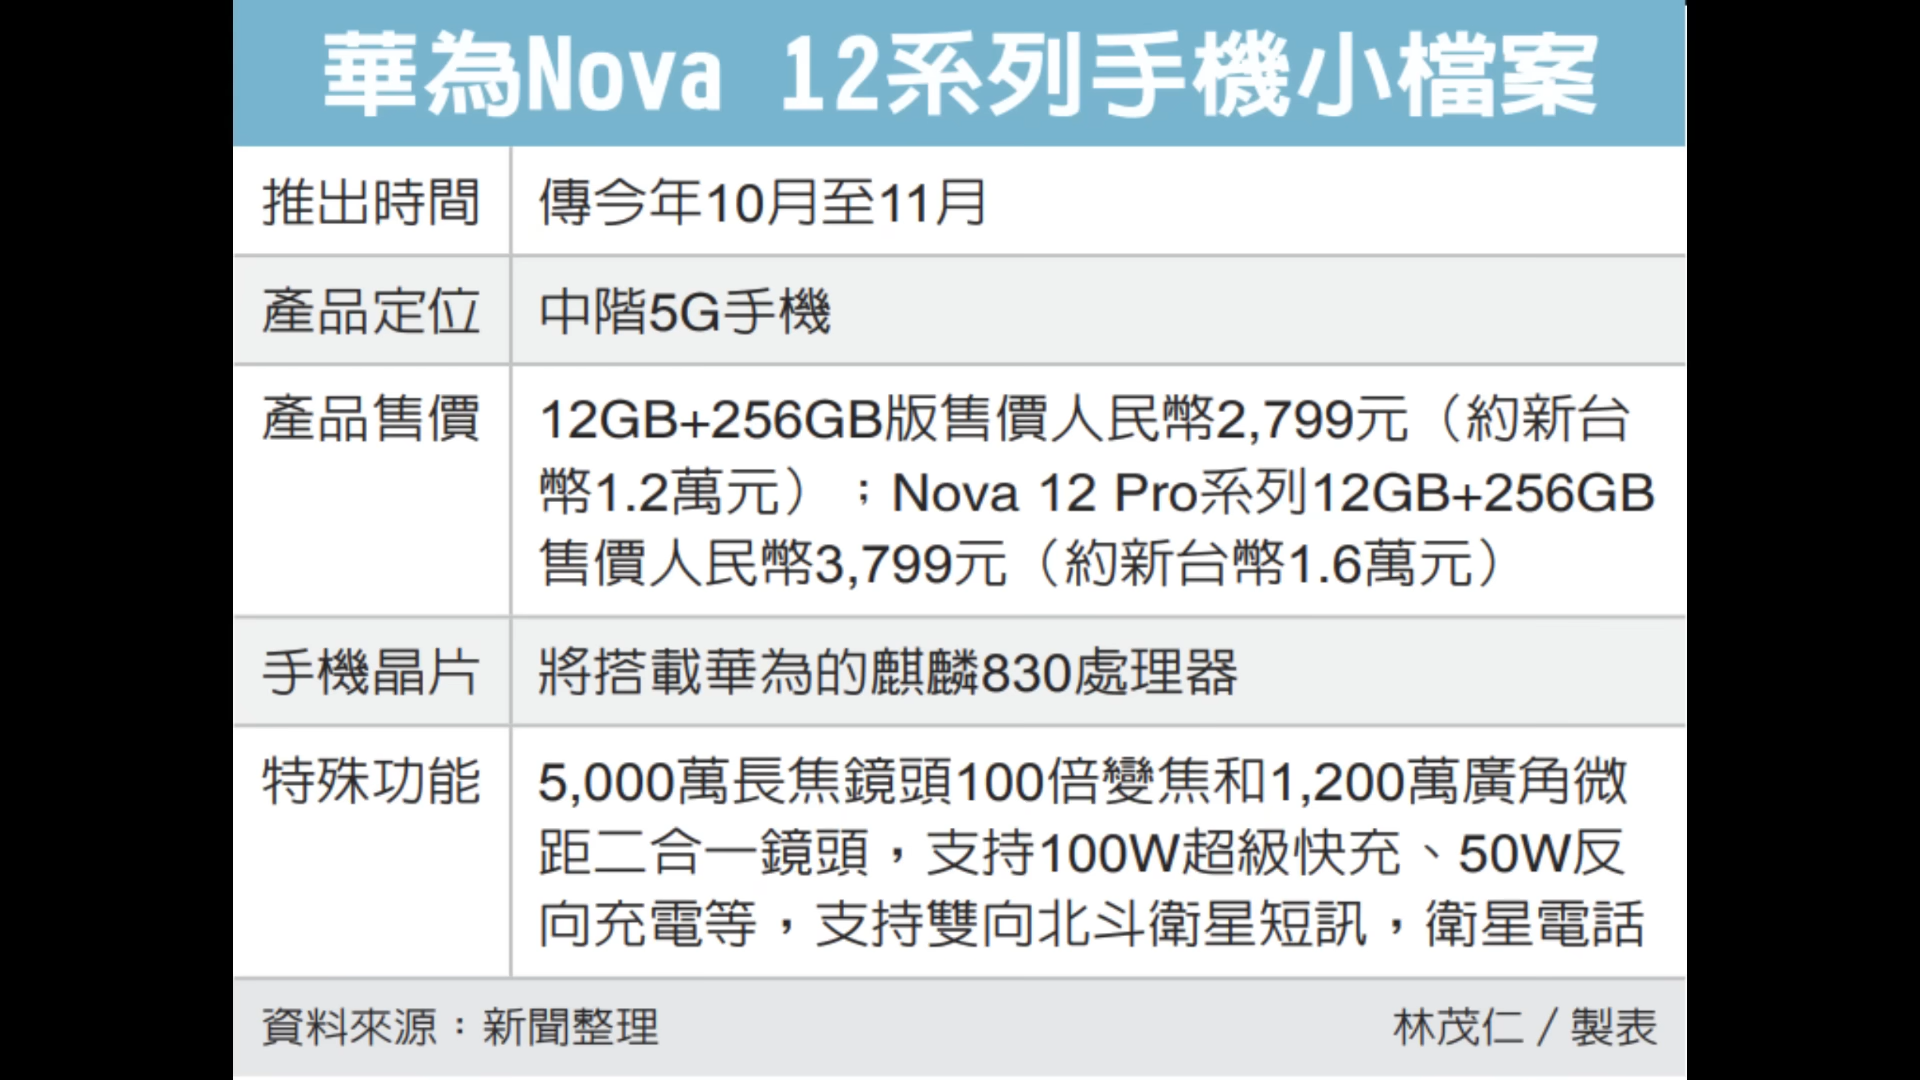 華為Nova 12系列手機小檔案
推出時間 傳今年10月至11月
產品定位 中階5G手機
產品售價 12GB+256GB版售價人民幣2,799元（約新台
幣1.2萬元）；Nova 12 Pro系列12GB+256GB
售價人民幣3,799元（約新台幣1.6萬元）
手機晶片 將搭載華為的麒麟830處理器
特殊功能 5,000萬長焦鏡頭100倍變焦和1,200萬廣角微
距二合一鏡頭，支持100W超級快充、50W反
向充電等，支持雙向北斗衛星短訊，衛星電話
資料來源：新聞整理 林茂仁／製表